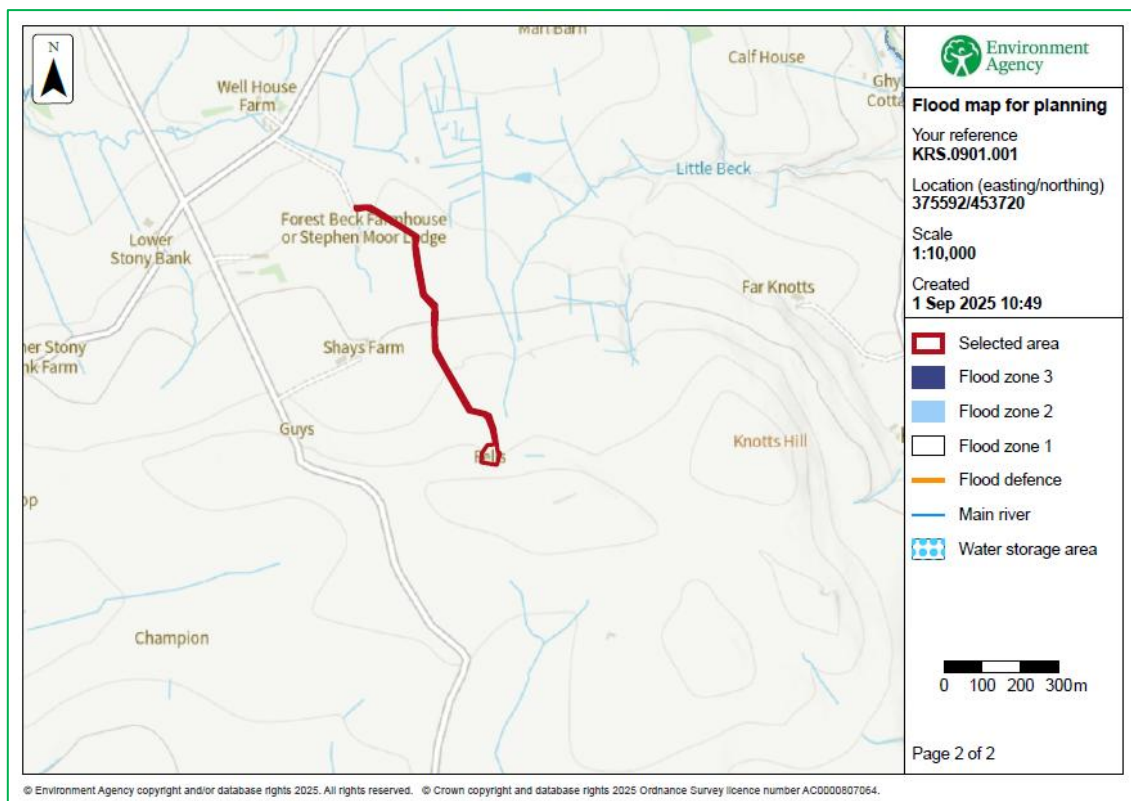 N
Mart Barn
Calf House
Well House
Farm
Little Beck
Forest Beck Farmhouse
or Stephen Moor Lodge
Lower
Stony Bank
Far Knotts
Shays Farm
Guys
Knotts Hill
Fells
Champion
Environment
Agency
Flood map for planning
Your reference
KRS.0901.001
Location (easting/northing)
375592/453720
Scale
1:10,000
Created
1 Sep 2025 10:49
Selected area
Flood zone 3
Flood zone 2
Flood zone 1
Flood defence
Main river
Water storage area
0 100 200 300m
Page 2 of 2
© Environment Agency copyright and/or database rights 2025. All rights reserved. © Crown copyright and database rights 2025 Ordnance Survey licence number AC0000807064.